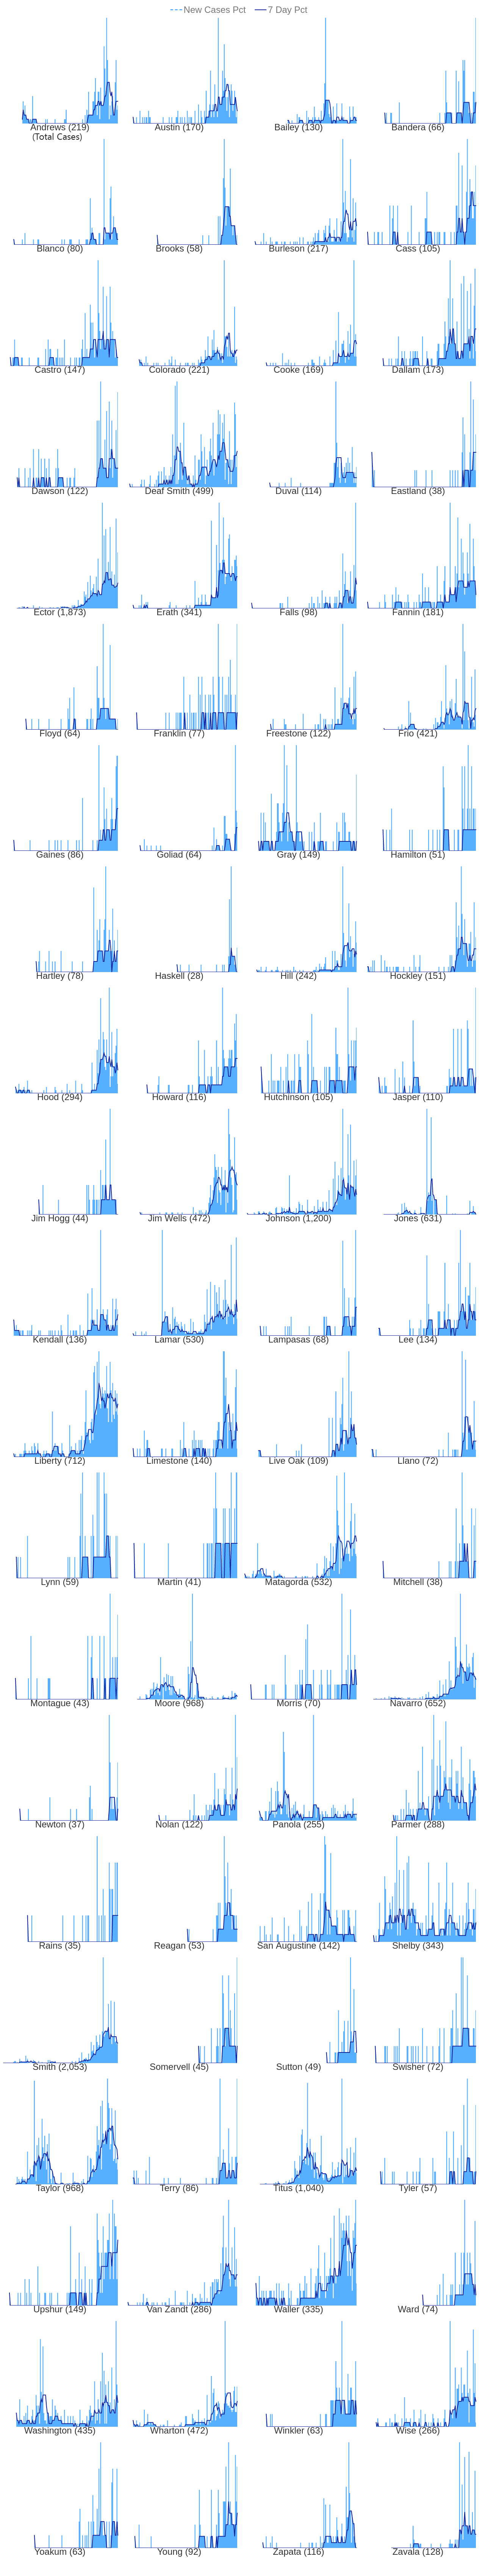 New Cases Pct 7 Day Pct
Andrews (219) Austin (170) Bailey (130) Bandera (66)
(Total Cases)
Blanco (80) Brooks (58) Burleson (217) Cass (105)
Castro (147) Colorado (221) Cooke (169) Dallam (173)
Dawson (122) Deaf Smith (499) Duval (114) Eastland (38)
Ector (1,873) Erath (341) Falls (98) Fannin (181)
Floyd (64) Franklin (77) Freestone (122) Frio (421)
Gaines (86) Goliad (64) Gray (149) Hamilton (51)
Hartley (78) Haskell (28) Hill (242) Hockley (151)
Hood (294) Howard (116) Hutchinson (105) Jasper (110)
Jim Hogg (44) Jim Wells (472) Johnson (1,200) Jones (631)
Kendall (136) Lamar (530) Lampasas (68) Lee (134)
Liberty (712) Limestone (140) Live Oak (109) Llano (72)
Lynn (59) Martin (41) Matagorda (532) Mitchell (38)
Montague (43) Moore (968) Morris (70) Navarro (652)
Newton (37) Nolan (122) Panola (255) Parmer (288)
Rains (35) Reagan (53) San Augustine (142) Shelby (343)
Smith (2,053) Somervell (45) Sutton (49) Swisher (72)
Taylor (968) Terry (86) Titus (1,040) Tyler (57)
Upshur (149) Van Zandt (286) Waller (335) Ward (74)
Washington (435) Wharton (472) Winkler (63) Wise (266)
Yoakum (63) Young (92) Zapata (116) Zavala (128)